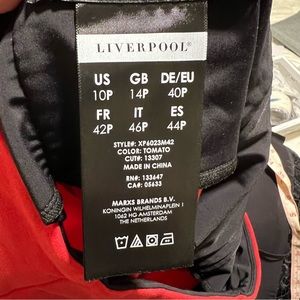 LIVERPOOL®
US GB DE/EU
10P 14P 40P
FR IT ES
42P 46P 44P
STYLE#: XP6023M42
COLOR: TOMATO
CUT#: 13307
MADE IN CHINA
RN#: 133647
CA#: 05633
MARXS BRANDS B.V.
KONINGIN WILHELMINAPLEIN 1
1062 HG AMSTERDAM
THE NETHERLANDS